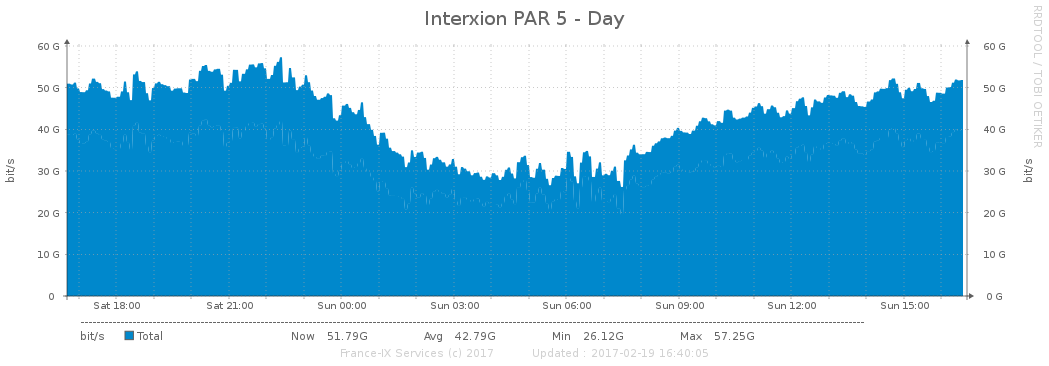 Interxion PAR 5 - Day
RRDTOOL / TOBI OETIKER
60 G 60 G
50 G 50 G
40 G 40 G
30 G 30 G
20 G 20 G
10 G 10 G
0 0 G
bit/s bit/s
Sat 18:00 Sat 21:00 Sun 00:00 Sun 03:00 Sun 06:00 Sun 09:00 Sun 12:00 Sun 15:00
bit/s Total Now 51.79G Avg 42.79G Min 26.12G Max 57.25G
France-IX Services (c) 2017 Updated : 2017-02-19 16:40:05